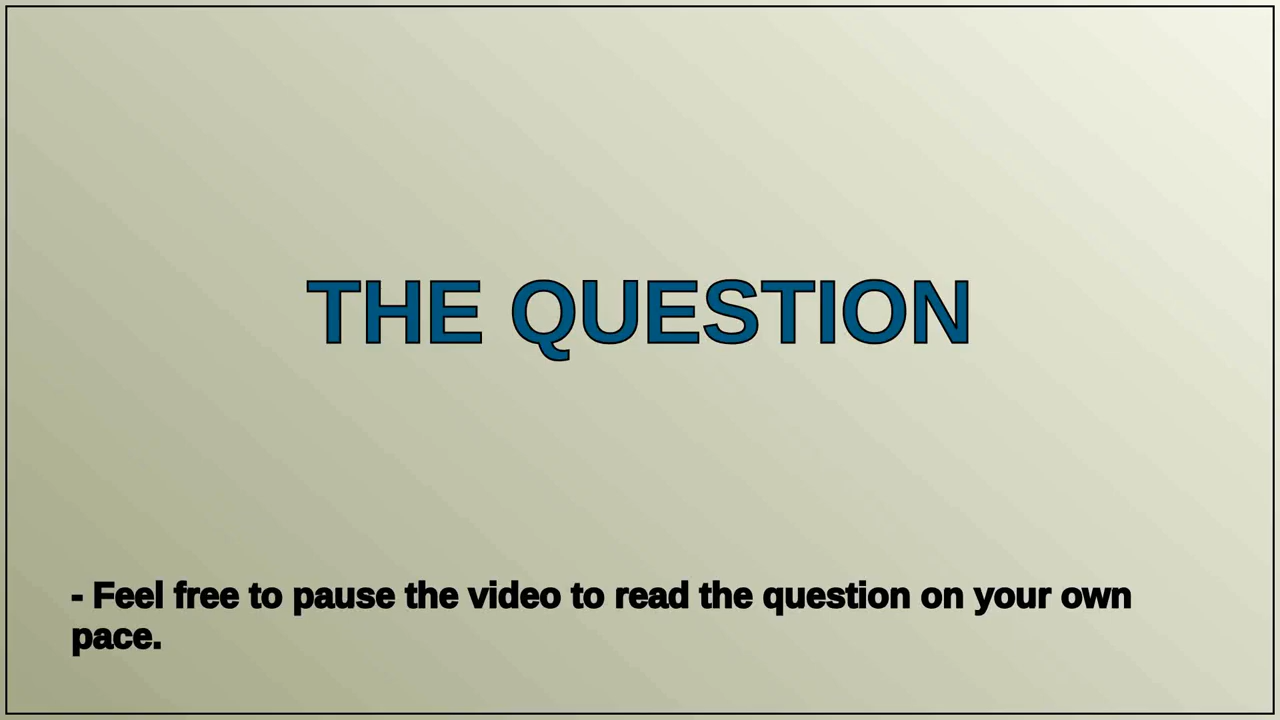 THE QUESTION
- Feel free to pause the video to read the question on your own
pace.